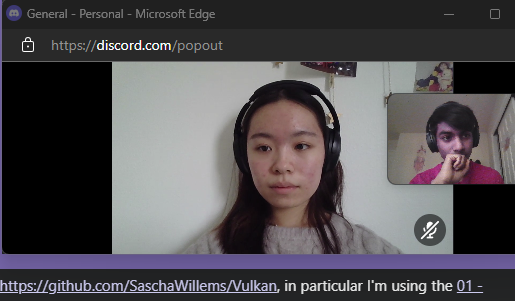 General - Personal - Microsoft Edge
https://discord.com/popout
https://github.com/SaschaWillems/Vulkan, in particular I'm using the 01 -